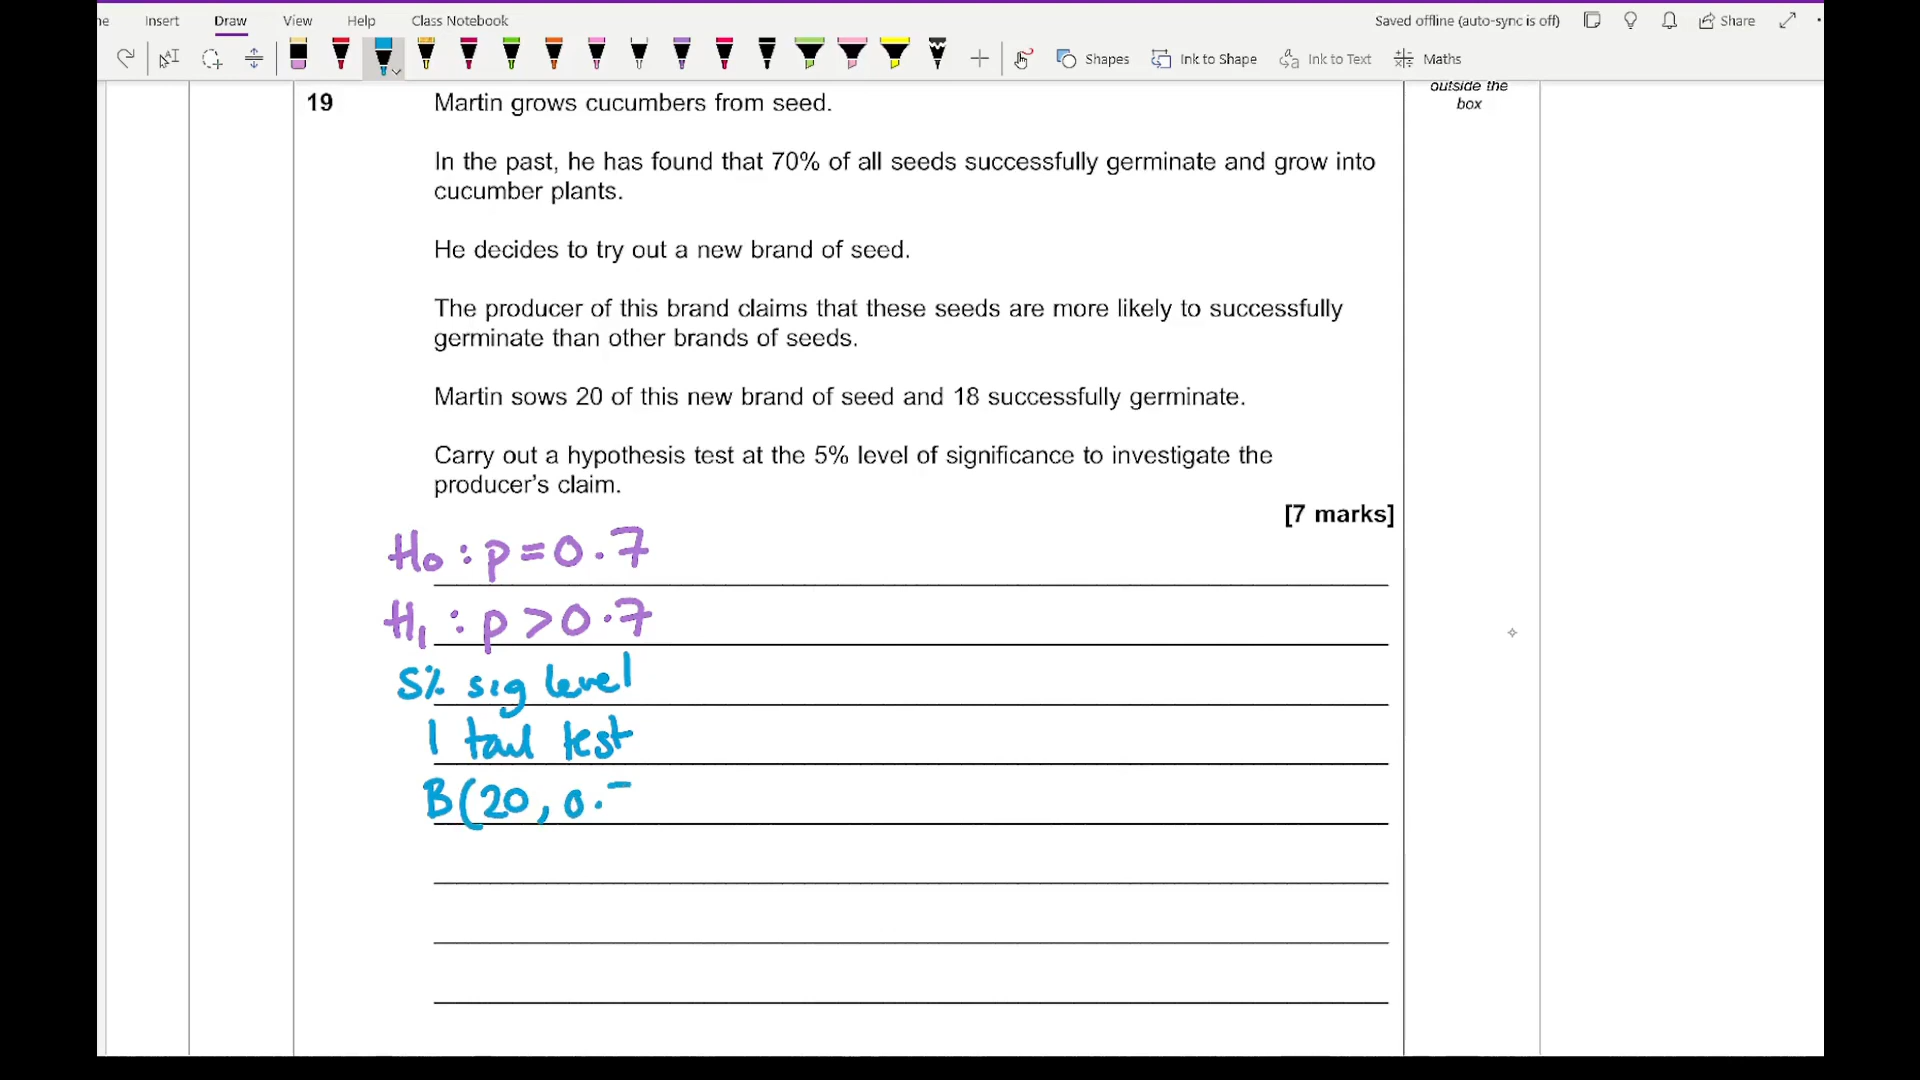 ne Insert Draw View Help Class Notebook Saved offline (auto-sync is off) Share
Shapes Ink to Shape Ink to Text Maths
outside the
box
19 Martin grows cucumbers from seed.
In the past, he has found that 70% of all seeds successfully germinate and grow into
cucumber plants.
He decides to try out a new brand of seed.
The producer of this brand claims that these seeds are more likely to successfully
germinate than other brands of seeds.
Martin sows 20 of this new brand of seed and 18 successfully germinate.
Carry out a hypothesis test at the 5% level of significance to investigate the
producer's claim.
[7 marks]
H₀ : p = 0.7
H₁ : p > 0.7
5% sig level
1 tail test
B(20, 0.